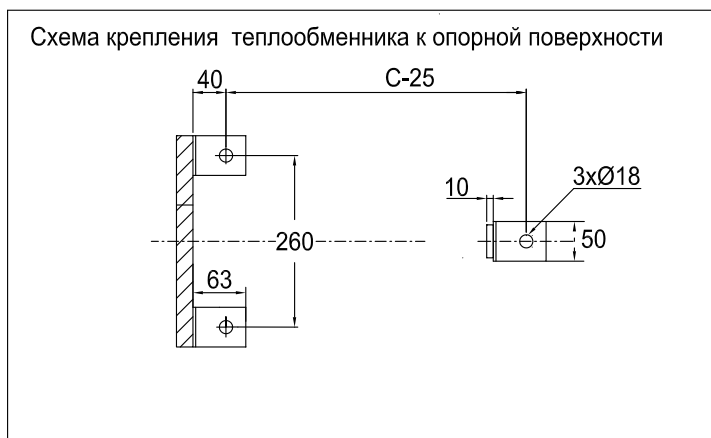 Схема крепления теплообменника к опорной поверхности
40
C-25
10
3xØ18
260
50
63